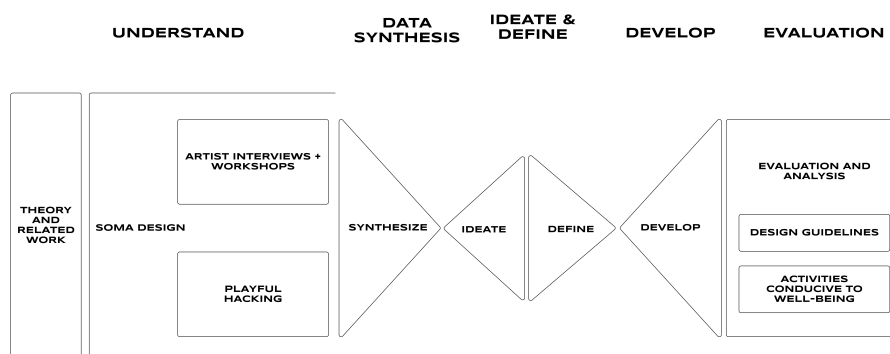 UNDERSTAND
DATA
SYNTHESIS
IDEATE &
DEFINE
DEVELOP
EVALUATION
THEORY
AND
RELATED
WORK
SOMA DESIGN
ARTIST INTERVIEWS +
WORKSHOPS
PLAYFUL
HACKING
SYNTHESIZE
IDEATE
DEFINE
DEVELOP
EVALUATION AND
ANALYSIS
DESIGN GUIDELINES
ACTIVITIES
CONDUCIVE TO
WELL-BEING